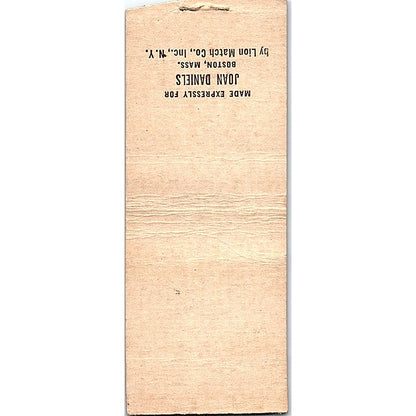 MADE EXPRESSLY FOR
JOAN DANIELS
BOSTON, MASS.
by Lion Match Co., Inc., N.Y.